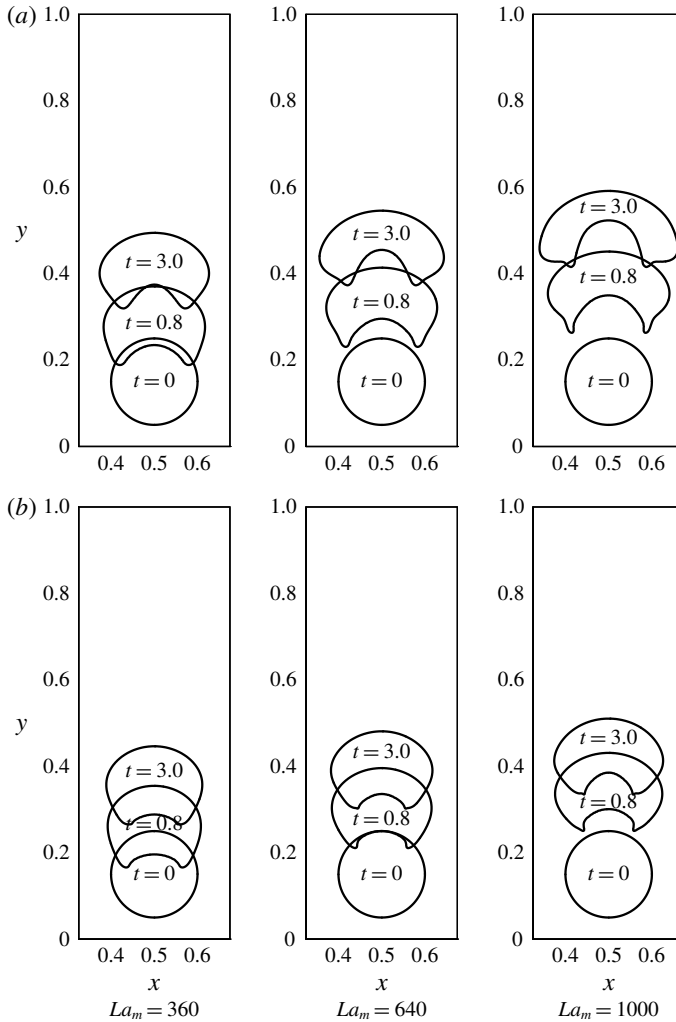 (a)
1.0
0.8
0.6
y
0.4
0.2
0
t = 3.0
t = 0.8
t = 0
0.4 0.5 0.6
1.0
0.8
0.6
0.4
0.2
0
t = 3.0
t = 0.8
t = 0
0.4 0.5 0.6
1.0
0.8
0.6
0.4
0.2
0
t = 3.0
t = 0.8
t = 0
0.4 0.5 0.6
(b)
1.0
0.8
0.6
y
0.4
0.2
0
t = 3.0
t = 0.8
t = 0
0.4 0.5 0.6
x
La_m = 360
1.0
0.8
0.6
0.4
0.2
0
t = 3.0
t = 0.8
t = 0
0.4 0.5 0.6
x
La_m = 640
1.0
0.8
0.6
0.4
0.2
0
t = 3.0
t = 0.8
t = 0
0.4 0.5 0.6
x
La_m = 1000